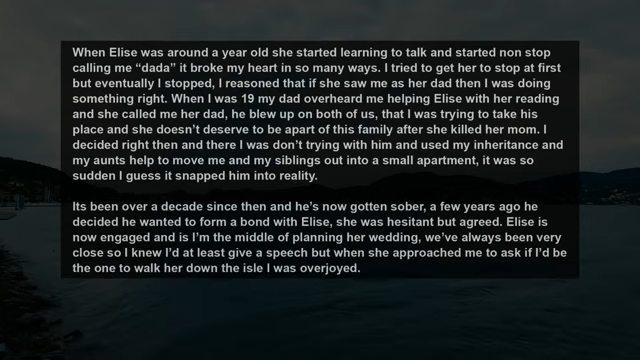 When Elise was around a year old she started learning to talk and started non stop
calling me “dada” it broke my heart in so many ways. I tried to get her to stop at first
but eventually I stopped, I reasoned that if she saw me as her dad then I was doing
something right. When I was 19 my dad overheard me helping Elise with her reading
and she called me her dad, he blew up on both of us, that I was trying to take his
place and she doesn’t deserve to be apart of this family after she killed her mom. I
decided right then and there I was don’t trying with him and used my inheritance and
my aunts help to move me and my siblings out into a small apartment, it was so
sudden I guess it snapped him into reality.
Its been over a decade since then and he’s now gotten sober, a few years ago he
decided he wanted to form a bond with Elise, she was hesitant but agreed. Elise is
now engaged and is I’m the middle of planning her wedding, we’ve always been very
close so I knew I’d at least give a speech but when she approached me to ask if I’d be
the one to walk her down the isle I was overjoyed.